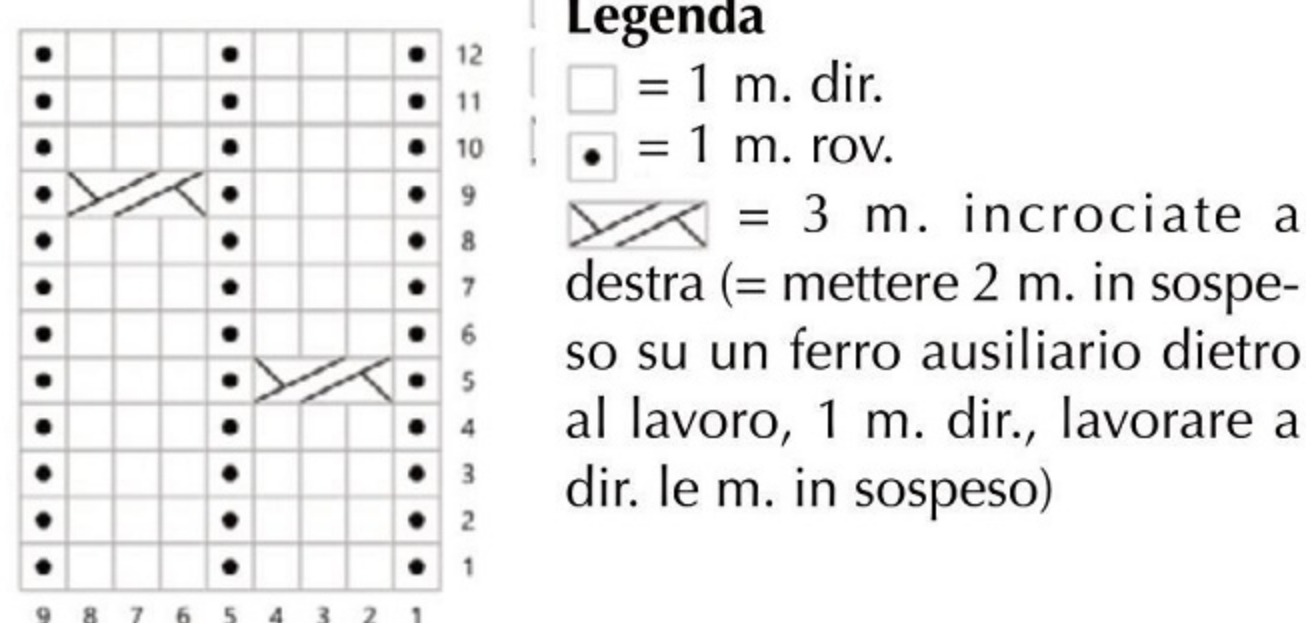 Legenda
= 1 m. dir.
= 1 m. rov.
= 3 m. incrociate a
destra (= mettere 2 m. in sospe-
so su un ferro ausiliario dietro
al lavoro, 1 m. dir., lavorare a
dir. le m. in sospeso)
12
11
10
9
8
7
6
5
4
3
2
1
9 8 7 6 5 4 3 2 1